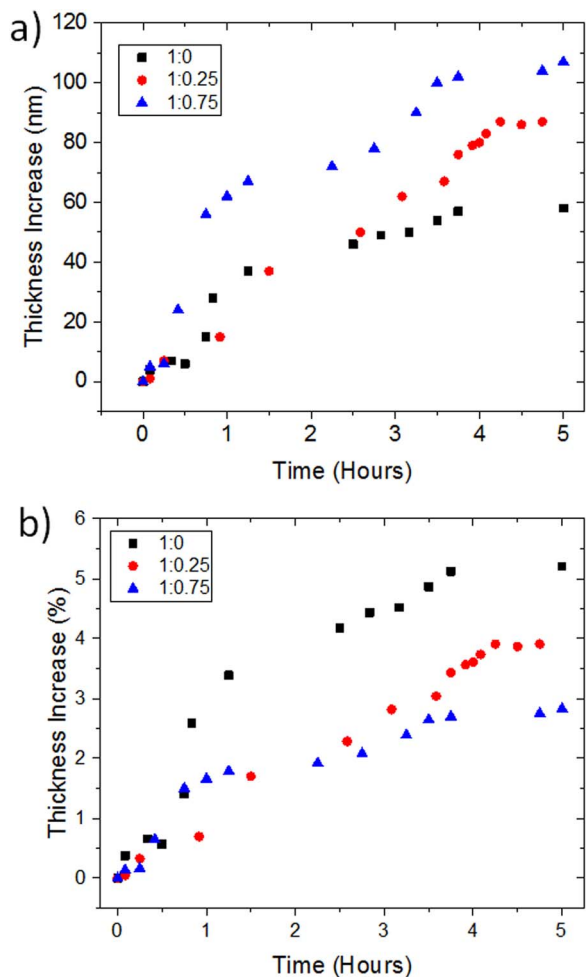 a)
120
100
80
60
40
20
0
Thickness Increase (nm)
1:0
1:0.25
1:0.75
0 1 2 3 4 5
Time (Hours)
b)
6
5
4
3
2
1
0
Thickness Increase (%)
1:0
1:0.25
1:0.75
0 1 2 3 4 5
Time (Hours)